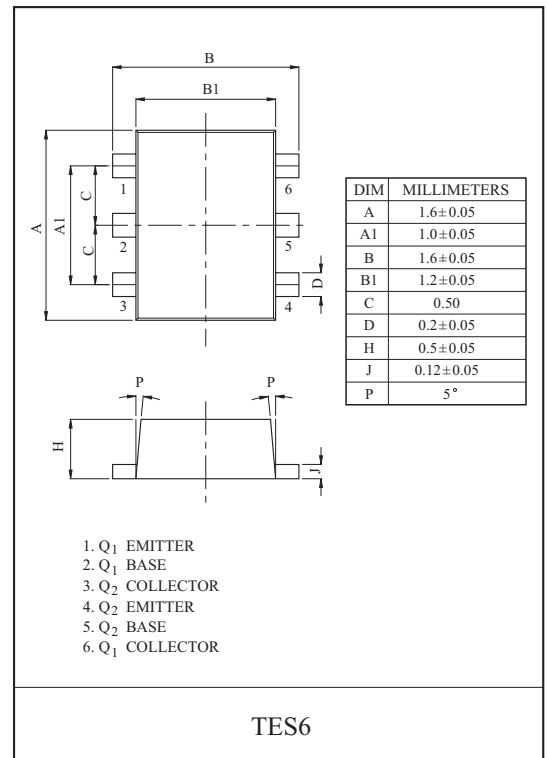 B
B1
A
A1
C
C
1
2
3
6
5
4
D
DIM MILLIMETERS
A 1.6±0.05
A1 1.0±0.05
B 1.6±0.05
B1 1.2±0.05
C 0.50
D 0.2±0.05
H 0.5±0.05
J 0.12±0.05
P 5°
P P
H
J
1. Q1 EMITTER
2. Q1 BASE
3. Q2 COLLECTOR
4. Q2 EMITTER
5. Q2 BASE
6. Q1 COLLECTOR
TES6